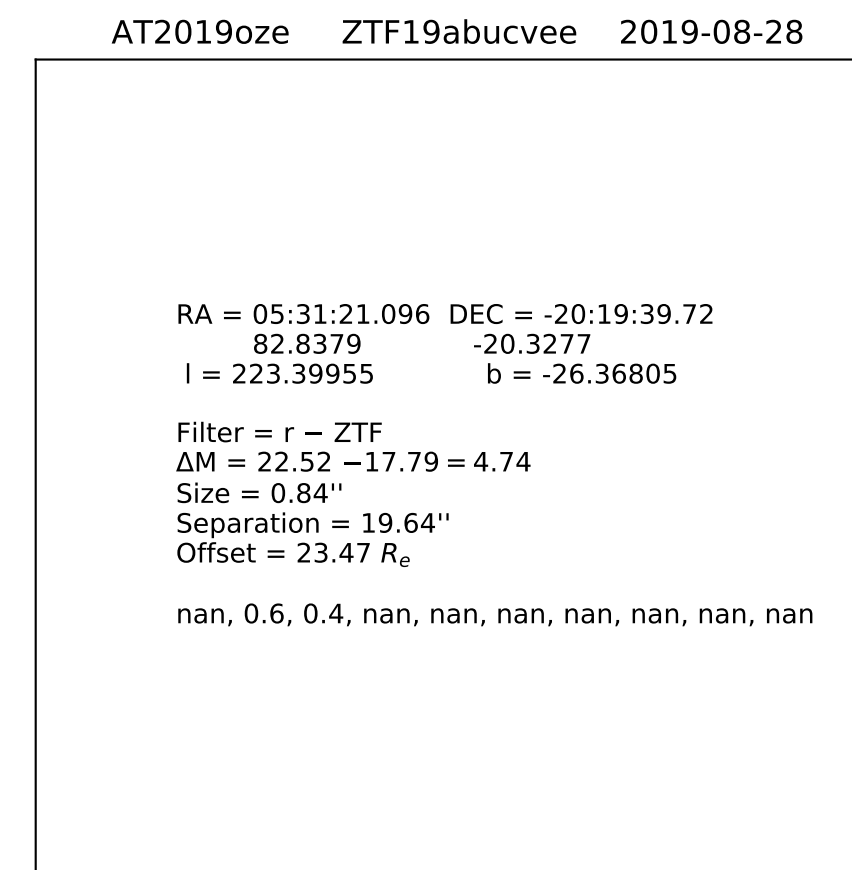 AT2019oze ZTF19abucvee 2019-08-28
RA = 05:31:21.096 DEC = -20:19:39.72
82.8379 -20.3277
l = 223.39955 b = -26.36805
Filter = r − ZTF
ΔM = 22.52 −17.79 = 4.74
Size = 0.84''
Separation = 19.64''
Offset = 23.47 Re
nan, 0.6, 0.4, nan, nan, nan, nan, nan, nan, nan